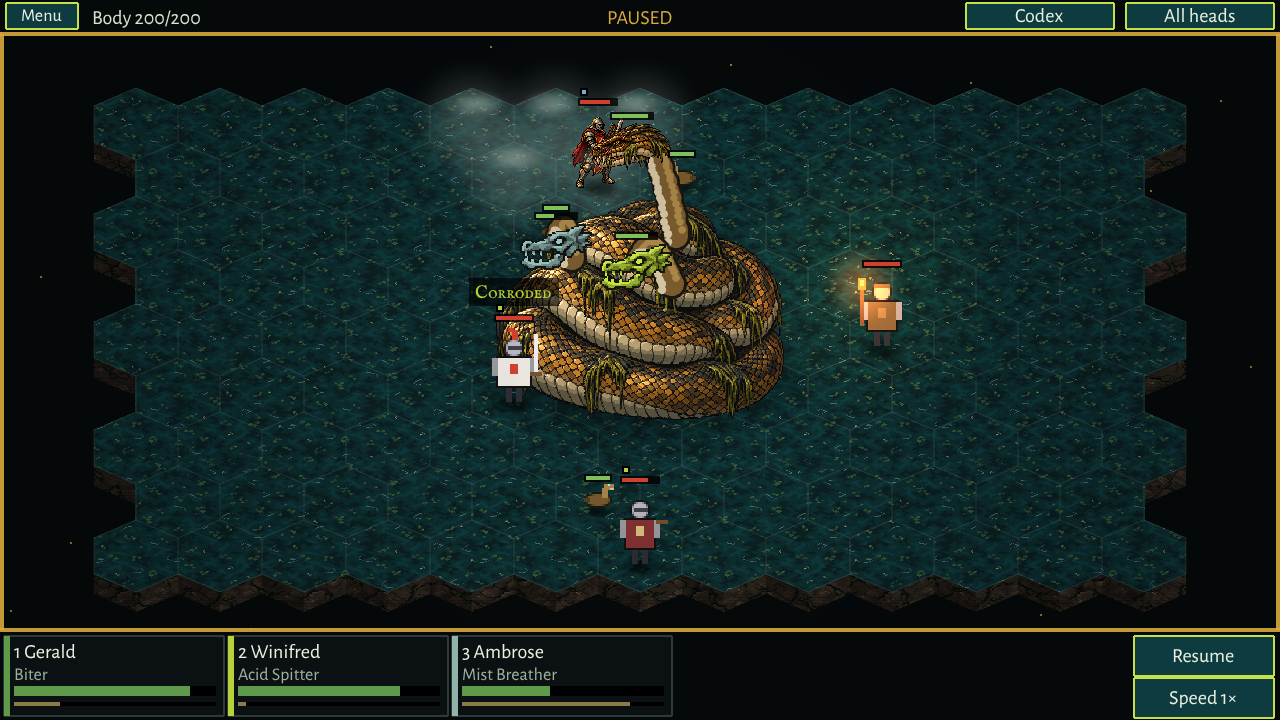 Menu
Body 200/200
PAUSED
Codex
All heads
CORRODED
1 Gerald
Biter
2 Winifred
Acid Spitter
3 Ambrose
Mist Breather
Resume
Speed 1×